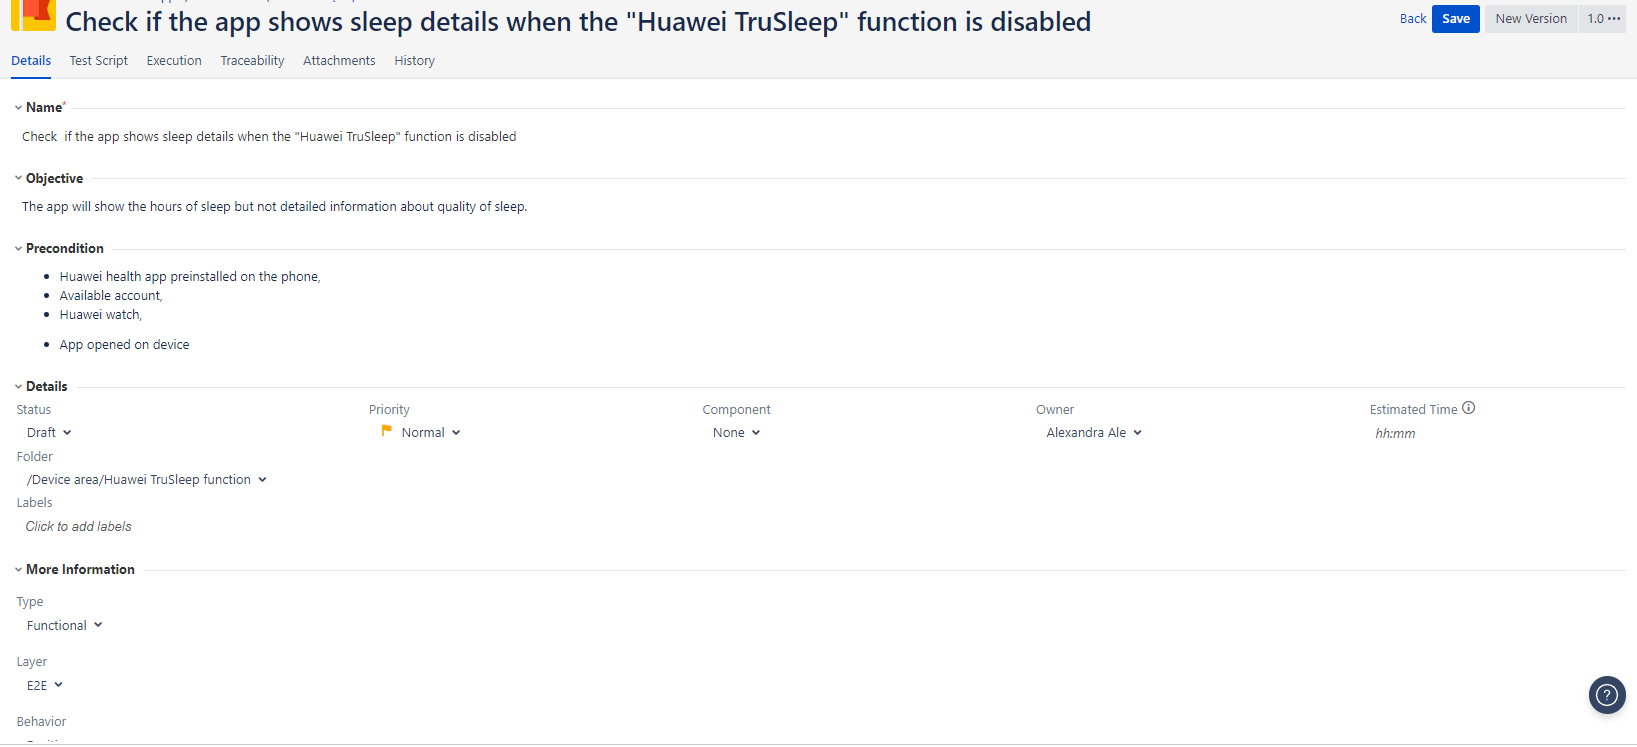 Check if the app shows sleep details when the "Huawei TruSleep" function is disabled
Back Save New Version 1.0 •••
Details Test Script Execution Traceability Attachments History
Name*
Check  if the app shows sleep details when the "Huawei TruSleep" function is disabled
Objective
The app will show the hours of sleep but not detailed information about quality of sleep.
Precondition
• Huawei health app preinstalled on the phone,
• Available account,
• Huawei watch,
• App opened on device
Details
Status Priority Component Owner Estimated Time
Draft Normal None Alexandra Ale hh:mm
Folder
/Device area/Huawei TruSleep function
Labels
Click to add labels
More Information
Type
Functional
Layer
E2E
Behavior